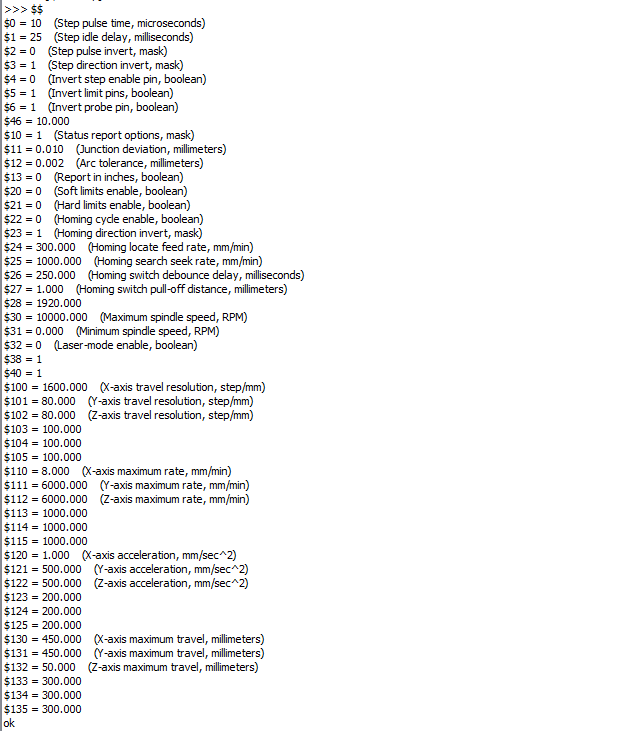 >>> $$
$0 = 10 (Step pulse time, microseconds)
$1 = 25 (Step idle delay, milliseconds)
$2 = 0 (Step pulse invert, mask)
$3 = 1 (Step direction invert, mask)
$4 = 0 (Invert step enable pin, boolean)
$5 = 1 (Invert limit pins, boolean)
$6 = 1 (Invert probe pin, boolean)
$46 = 10.000
$10 = 1 (Status report options, mask)
$11 = 0.010 (Junction deviation, millimeters)
$12 = 0.002 (Arc tolerance, millimeters)
$13 = 0 (Report in inches, boolean)
$20 = 0 (Soft limits enable, boolean)
$21 = 0 (Hard limits enable, boolean)
$22 = 0 (Homing cycle enable, boolean)
$23 = 1 (Homing direction invert, mask)
$24 = 300.000 (Homing locate feed rate, mm/min)
$25 = 1000.000 (Homing search seek rate, mm/min)
$26 = 250.000 (Homing switch debounce delay, milliseconds)
$27 = 1.000 (Homing switch pull-off distance, millimeters)
$28 = 1920.000
$30 = 10000.000 (Maximum spindle speed, RPM)
$31 = 0.000 (Minimum spindle speed, RPM)
$32 = 0 (Laser-mode enable, boolean)
$38 = 1
$40 = 1
$100 = 1600.000 (X-axis travel resolution, step/mm)
$101 = 80.000 (Y-axis travel resolution, step/mm)
$102 = 80.000 (Z-axis travel resolution, step/mm)
$103 = 100.000
$104 = 100.000
$105 = 100.000
$110 = 8.000 (X-axis maximum rate, mm/min)
$111 = 6000.000 (Y-axis maximum rate, mm/min)
$112 = 6000.000 (Z-axis maximum rate, mm/min)
$113 = 1000.000
$114 = 1000.000
$115 = 1000.000
$120 = 1.000 (X-axis acceleration, mm/sec^2)
$121 = 500.000 (Y-axis acceleration, mm/sec^2)
$122 = 500.000 (Z-axis acceleration, mm/sec^2)
$123 = 200.000
$124 = 200.000
$125 = 200.000
$130 = 450.000 (X-axis maximum travel, millimeters)
$131 = 450.000 (Y-axis maximum travel, millimeters)
$132 = 50.000 (Z-axis maximum travel, millimeters)
$133 = 300.000
$134 = 300.000
$135 = 300.000
ok